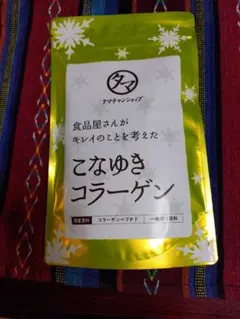 タマ
タマチャンショップ
食品屋さんが
キレイのことを考えた
こなゆき
コラーゲン
コラーゲンペプチド